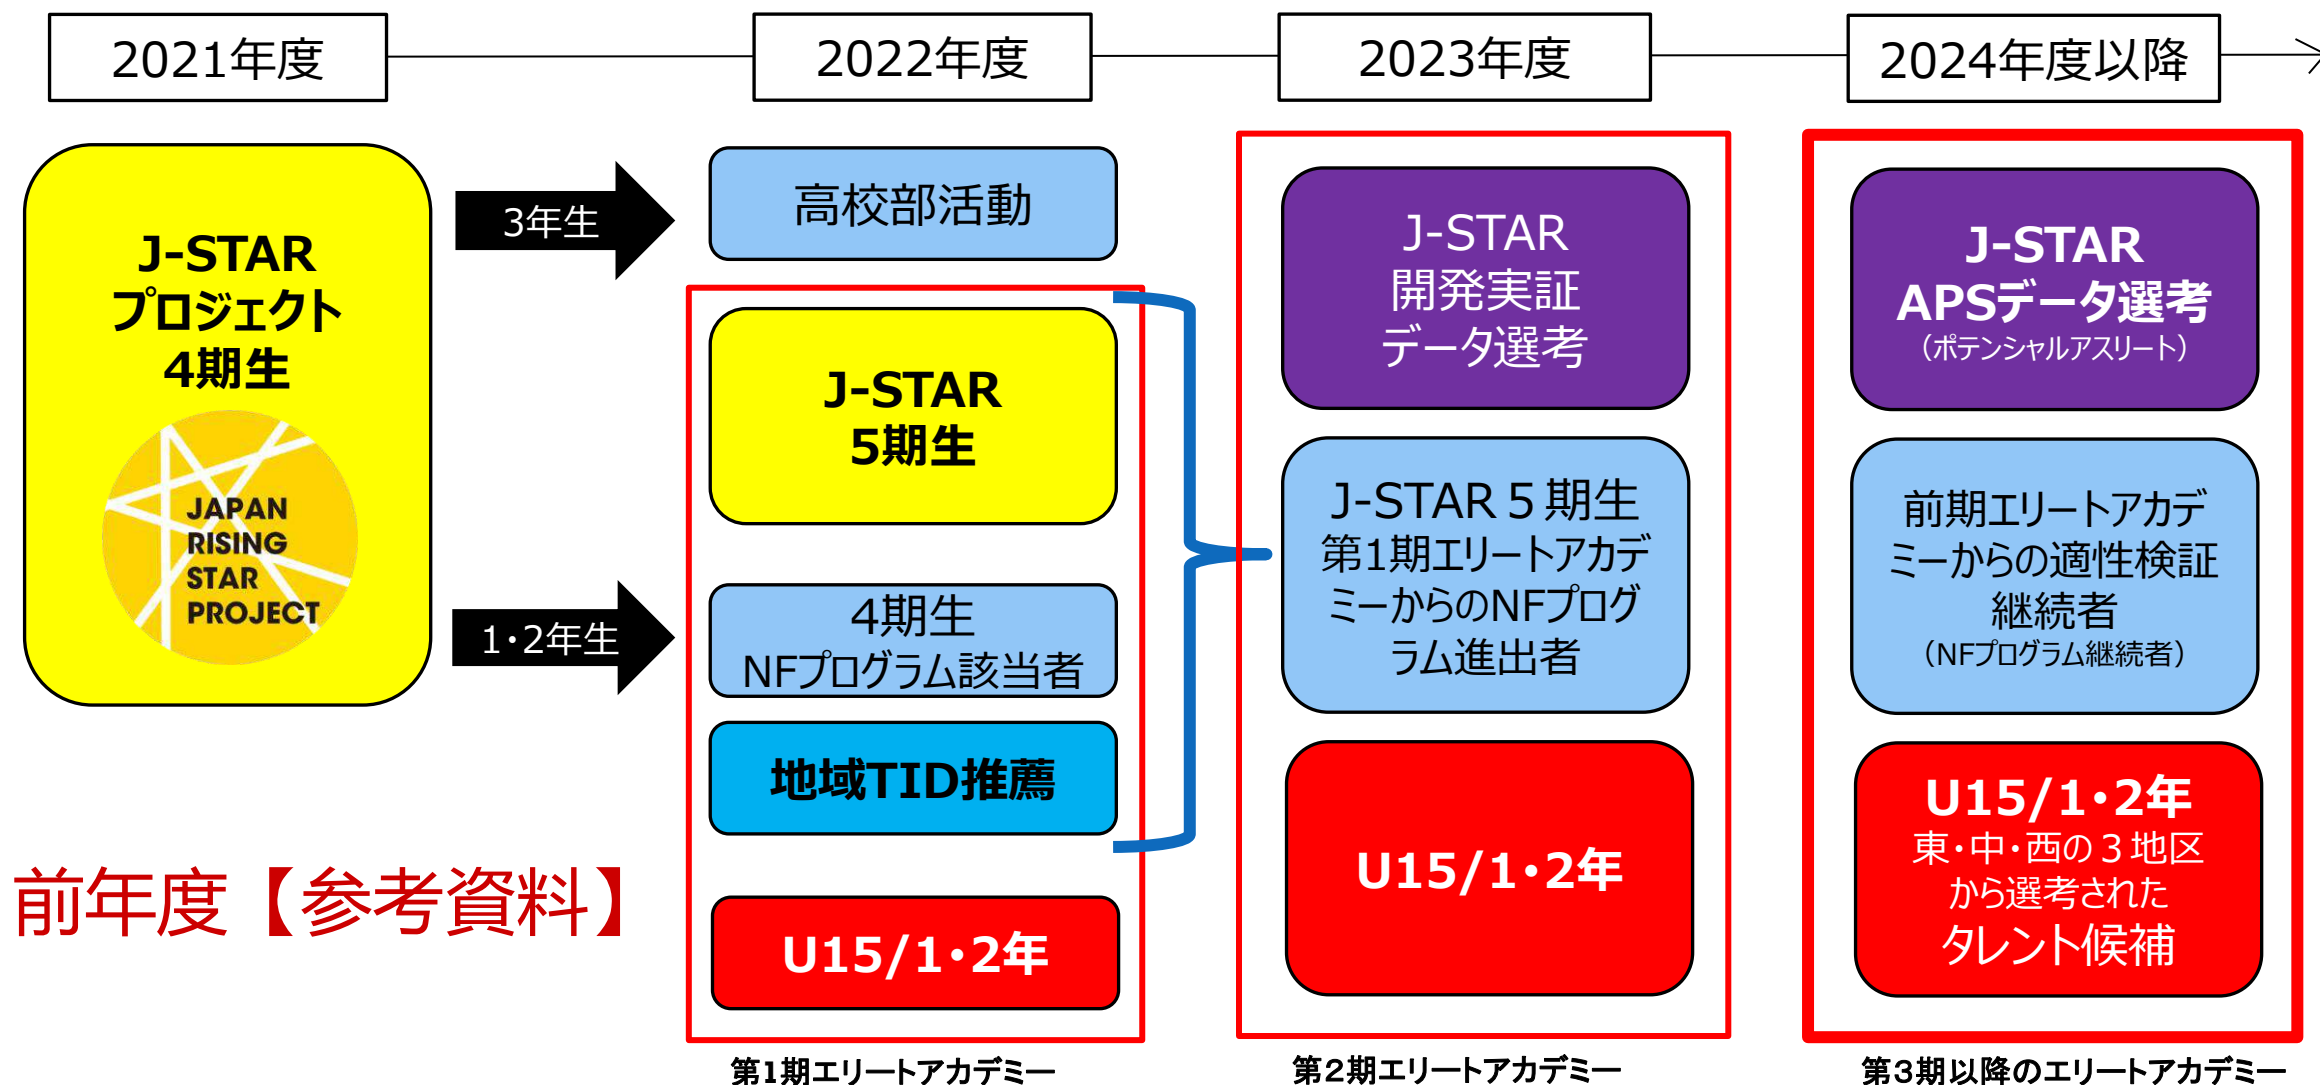 2021年度
2022年度
2023年度
2024年度以降
J-STAR
プロジェクト
4期生
JAPAN
RISING
STAR
PROJECT
3年生
1・2年生
前年度【参考資料】
高校部活動
J-STAR
5期生
4期生
NFプログラム該当者
地域TID推薦
U15/1・2年
第1期エリートアカデミー
J-STAR
開発実証
データ選考
J-STAR５期生
第1期エリートアカデ
ミーからのNFプログ
ラム進出者
U15/1・2年
第2期エリートアカデミー
J-STAR
APSデータ選考
（ポテンシャルアスリート）
前期エリートアカデ
ミーからの適性検証
継続者
（NFプログラム継続者）
U15/1・2年
東・中・西の３地区
から選考された
タレント候補
第３期以降のエリートアカデミー